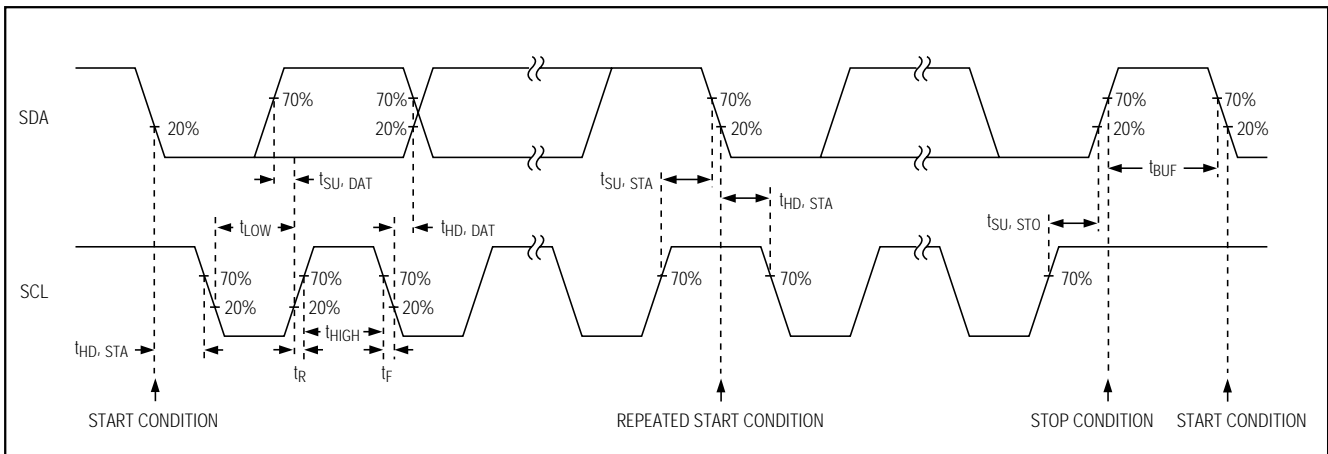 SDA
20%
70%
70%
20%
70%
20%
70%
20%
70%
20%
tSU, DAT
tSU, STA
tBUF
tLOW
tHD, DAT
tHD, STA
tSU, STO
SCL
70%
20%
70%
20%
70%
20%
70%
70%
70%
tHIGH
tHD, STA
tR
tF
START CONDITION
REPEATED START CONDITION
STOP CONDITION
START CONDITION